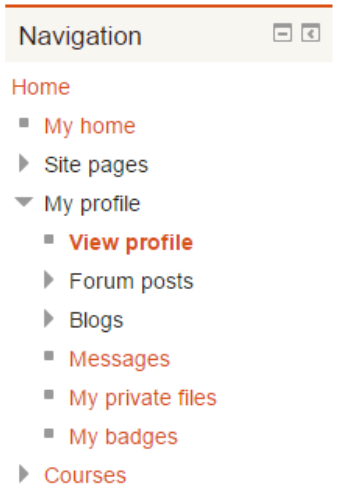 Navigation
Home
My home
Site pages
My profile
View profile
Forum posts
Blogs
Messages
My private files
My badges
Courses